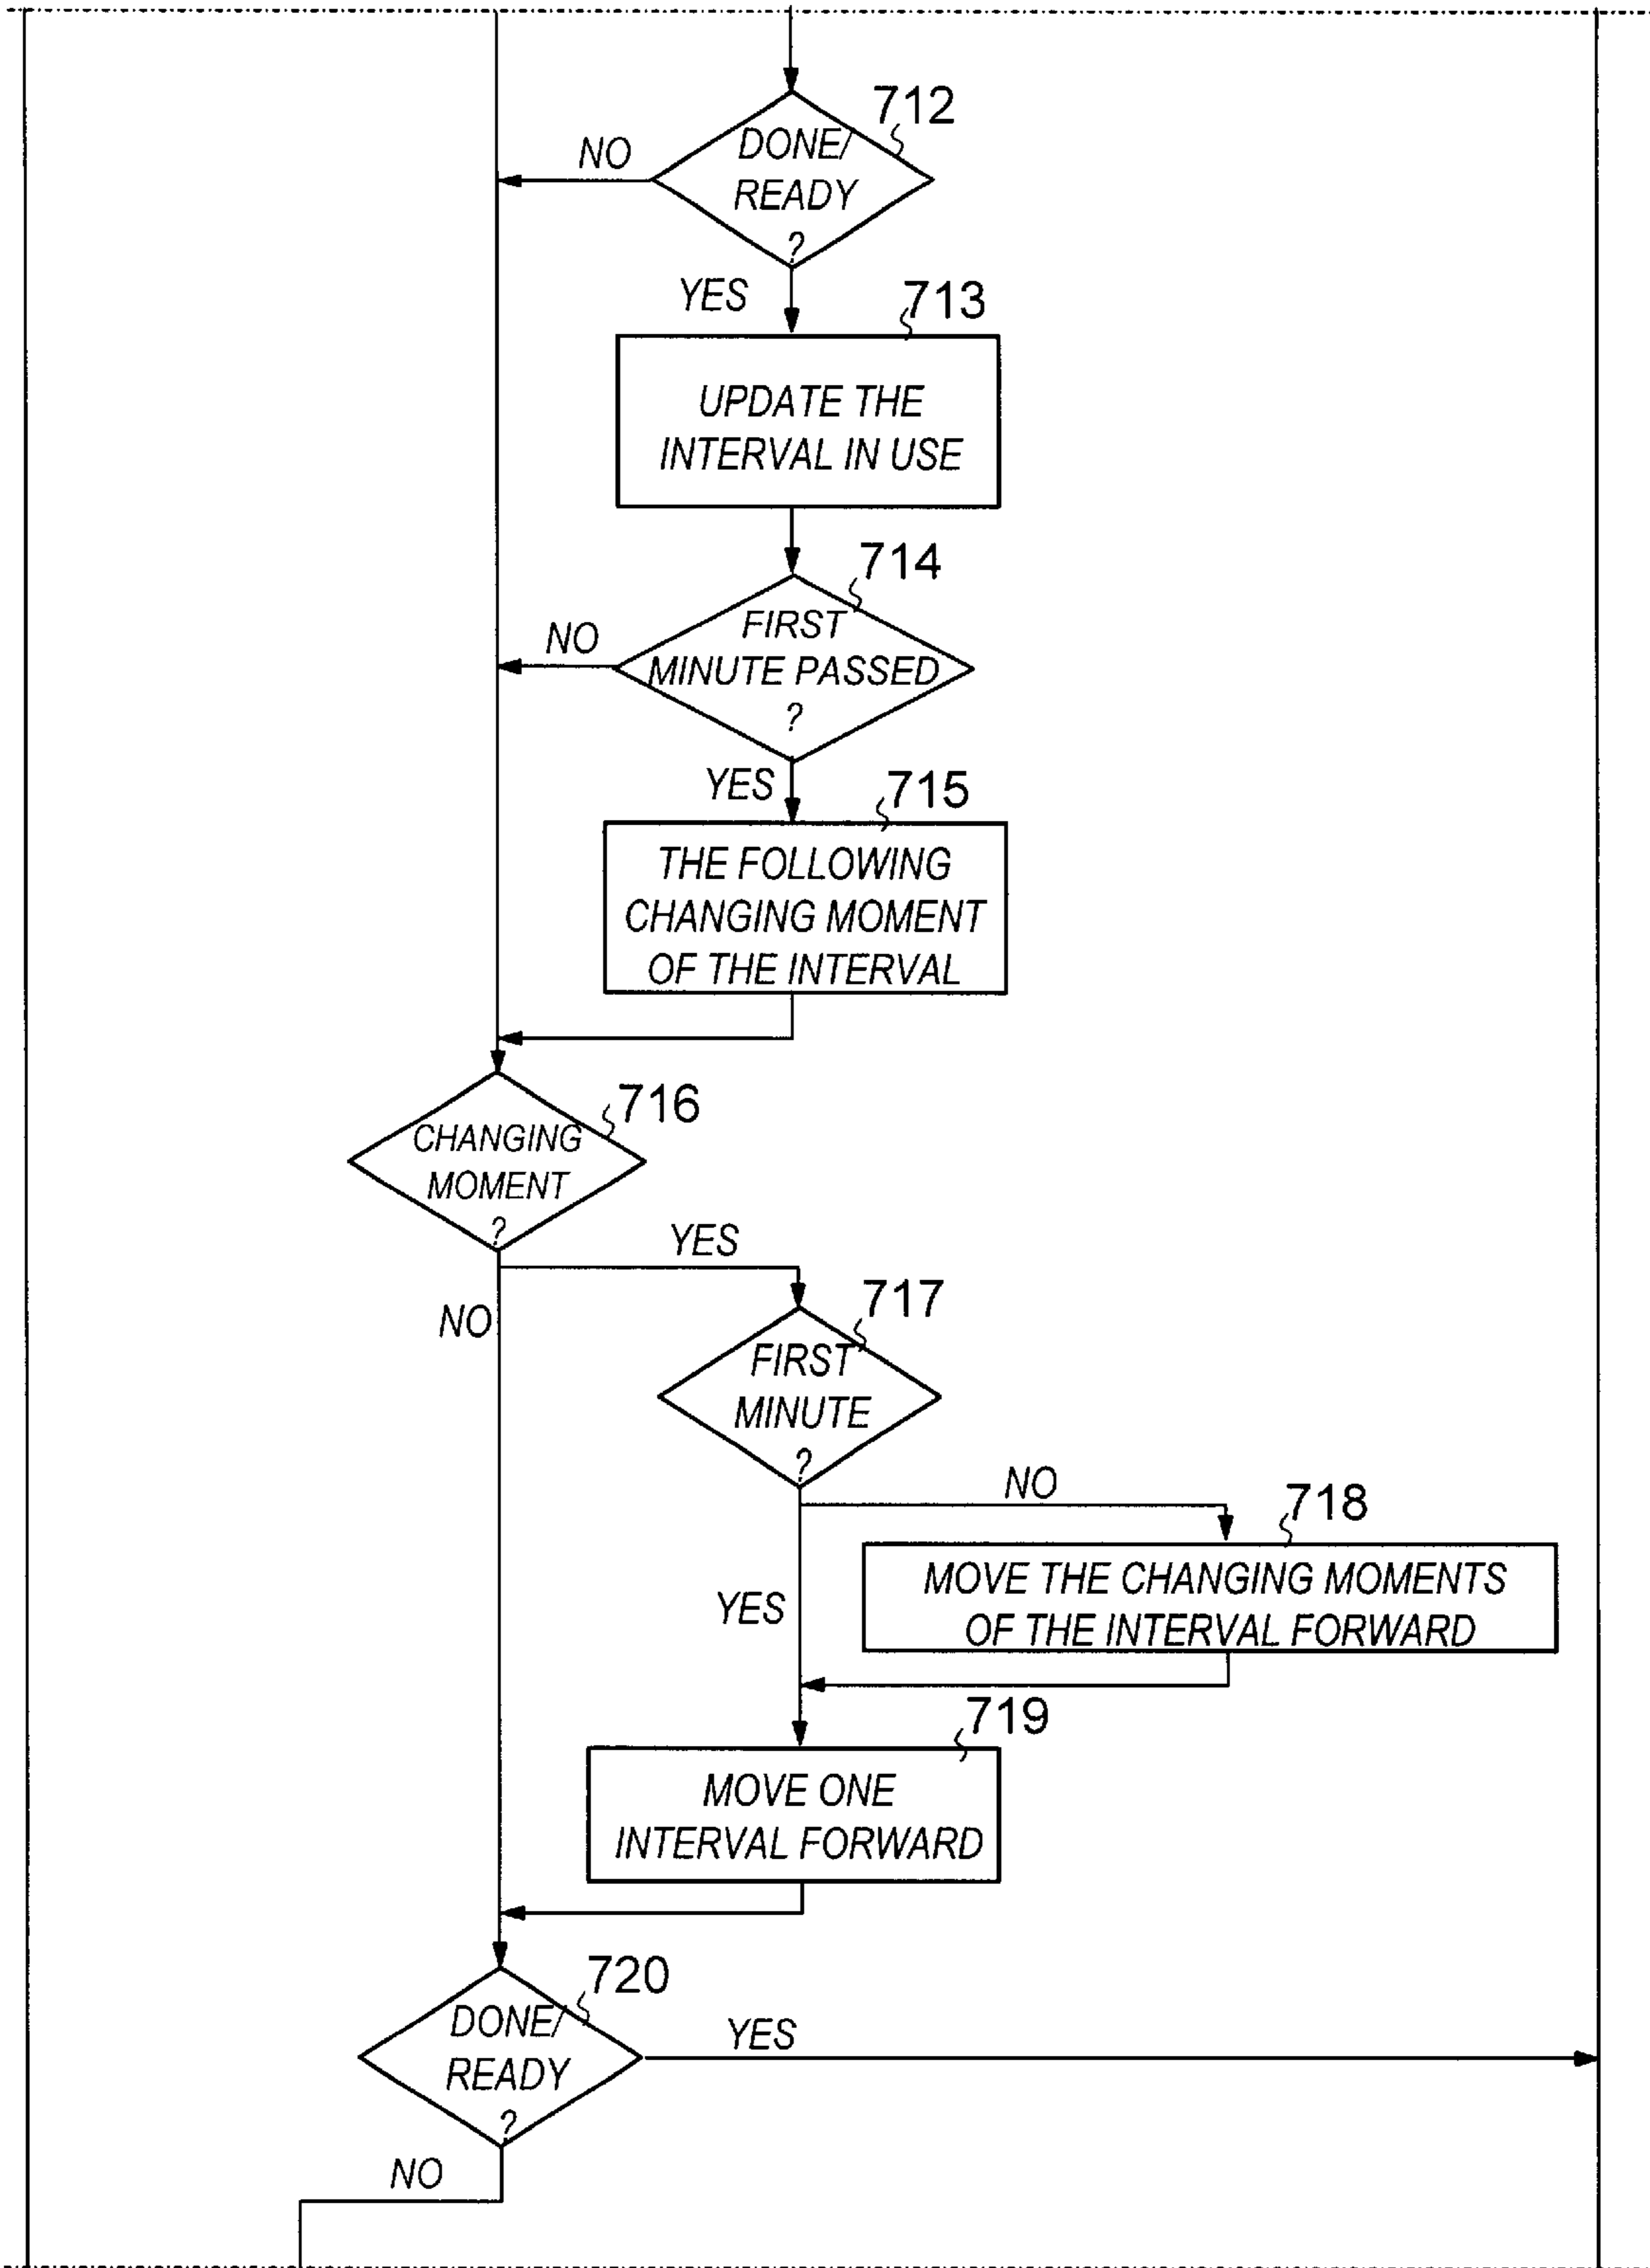 712
DONE/
READY
?
NO
YES
713
UPDATE THE
INTERVAL IN USE
714
FIRST
MINUTE PASSED
?
NO
YES
715
THE FOLLOWING
CHANGING MOMENT
OF THE INTERVAL
716
CHANGING
MOMENT
?
YES
NO
717
FIRST
MINUTE
?
NO
718
MOVE THE CHANGING MOMENTS
OF THE INTERVAL FORWARD
YES
719
MOVE ONE
INTERVAL FORWARD
720
DONE/
READY
?
YES
NO